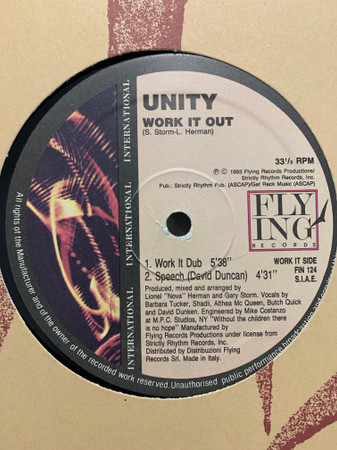 UNITY
WORK IT OUT
(S. Storm-L. Herman)
33 1/3 RPM
℗ © 1993 Flying Records Productions/
Strictly Rhythm Records, Inc.
Pub.: Strictly Rhythm Pub. (ASCAP)/Get Reck Music (ASCAP)
FLY
ING
RECORDS
1. Work It Dub 5'38"
2. Speech (David Duncan) 4'31"
WORK IT SIDE
FIN 124
S.I.A.E.
Produced, mixed and arranged by
Lionel "Nova" Herman and Gary Storm. Vocals by
Barbara Tucker, Shadli, Althea Mc Queen, Butch Quick
and David Dunken. Engineered by Mike Costanzo
at M.P.C. Studios, NY "Without the children there
is no hope" Manufactured by
Flying Records Productions under license from
Strictly Rhythm Records, Inc.
Distributed by Distribuzioni Flying
Records Srl. Made in Italy.
INTERNATIONAL
INTERNATIONAL
INTERNATIONAL
INTERNATIONAL
All rights of the Manufacturer and of the owner of the recorded work reserved. Unauthorised public performance, broadcasting